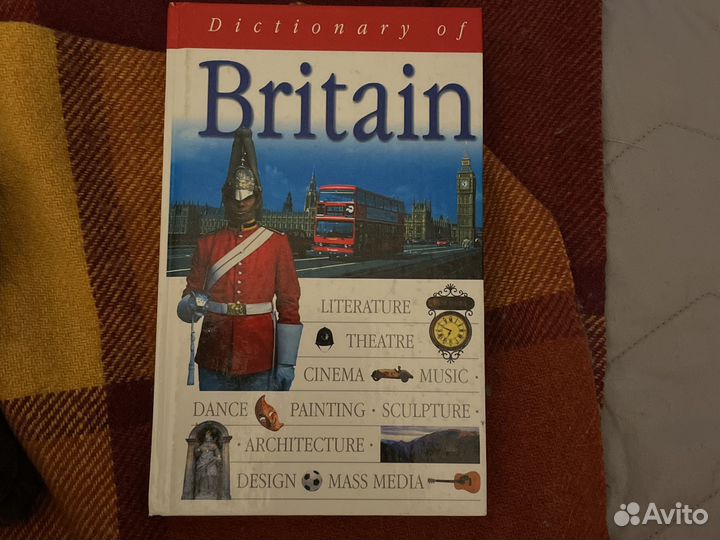 Dictionary of
Britain
LITERATURE
THEATRE
CINEMA MUSIC ·
DANCE PAINTING · SCULPTURE ·
· ARCHITECTURE ·
DESIGN MASS MEDIA
Avito